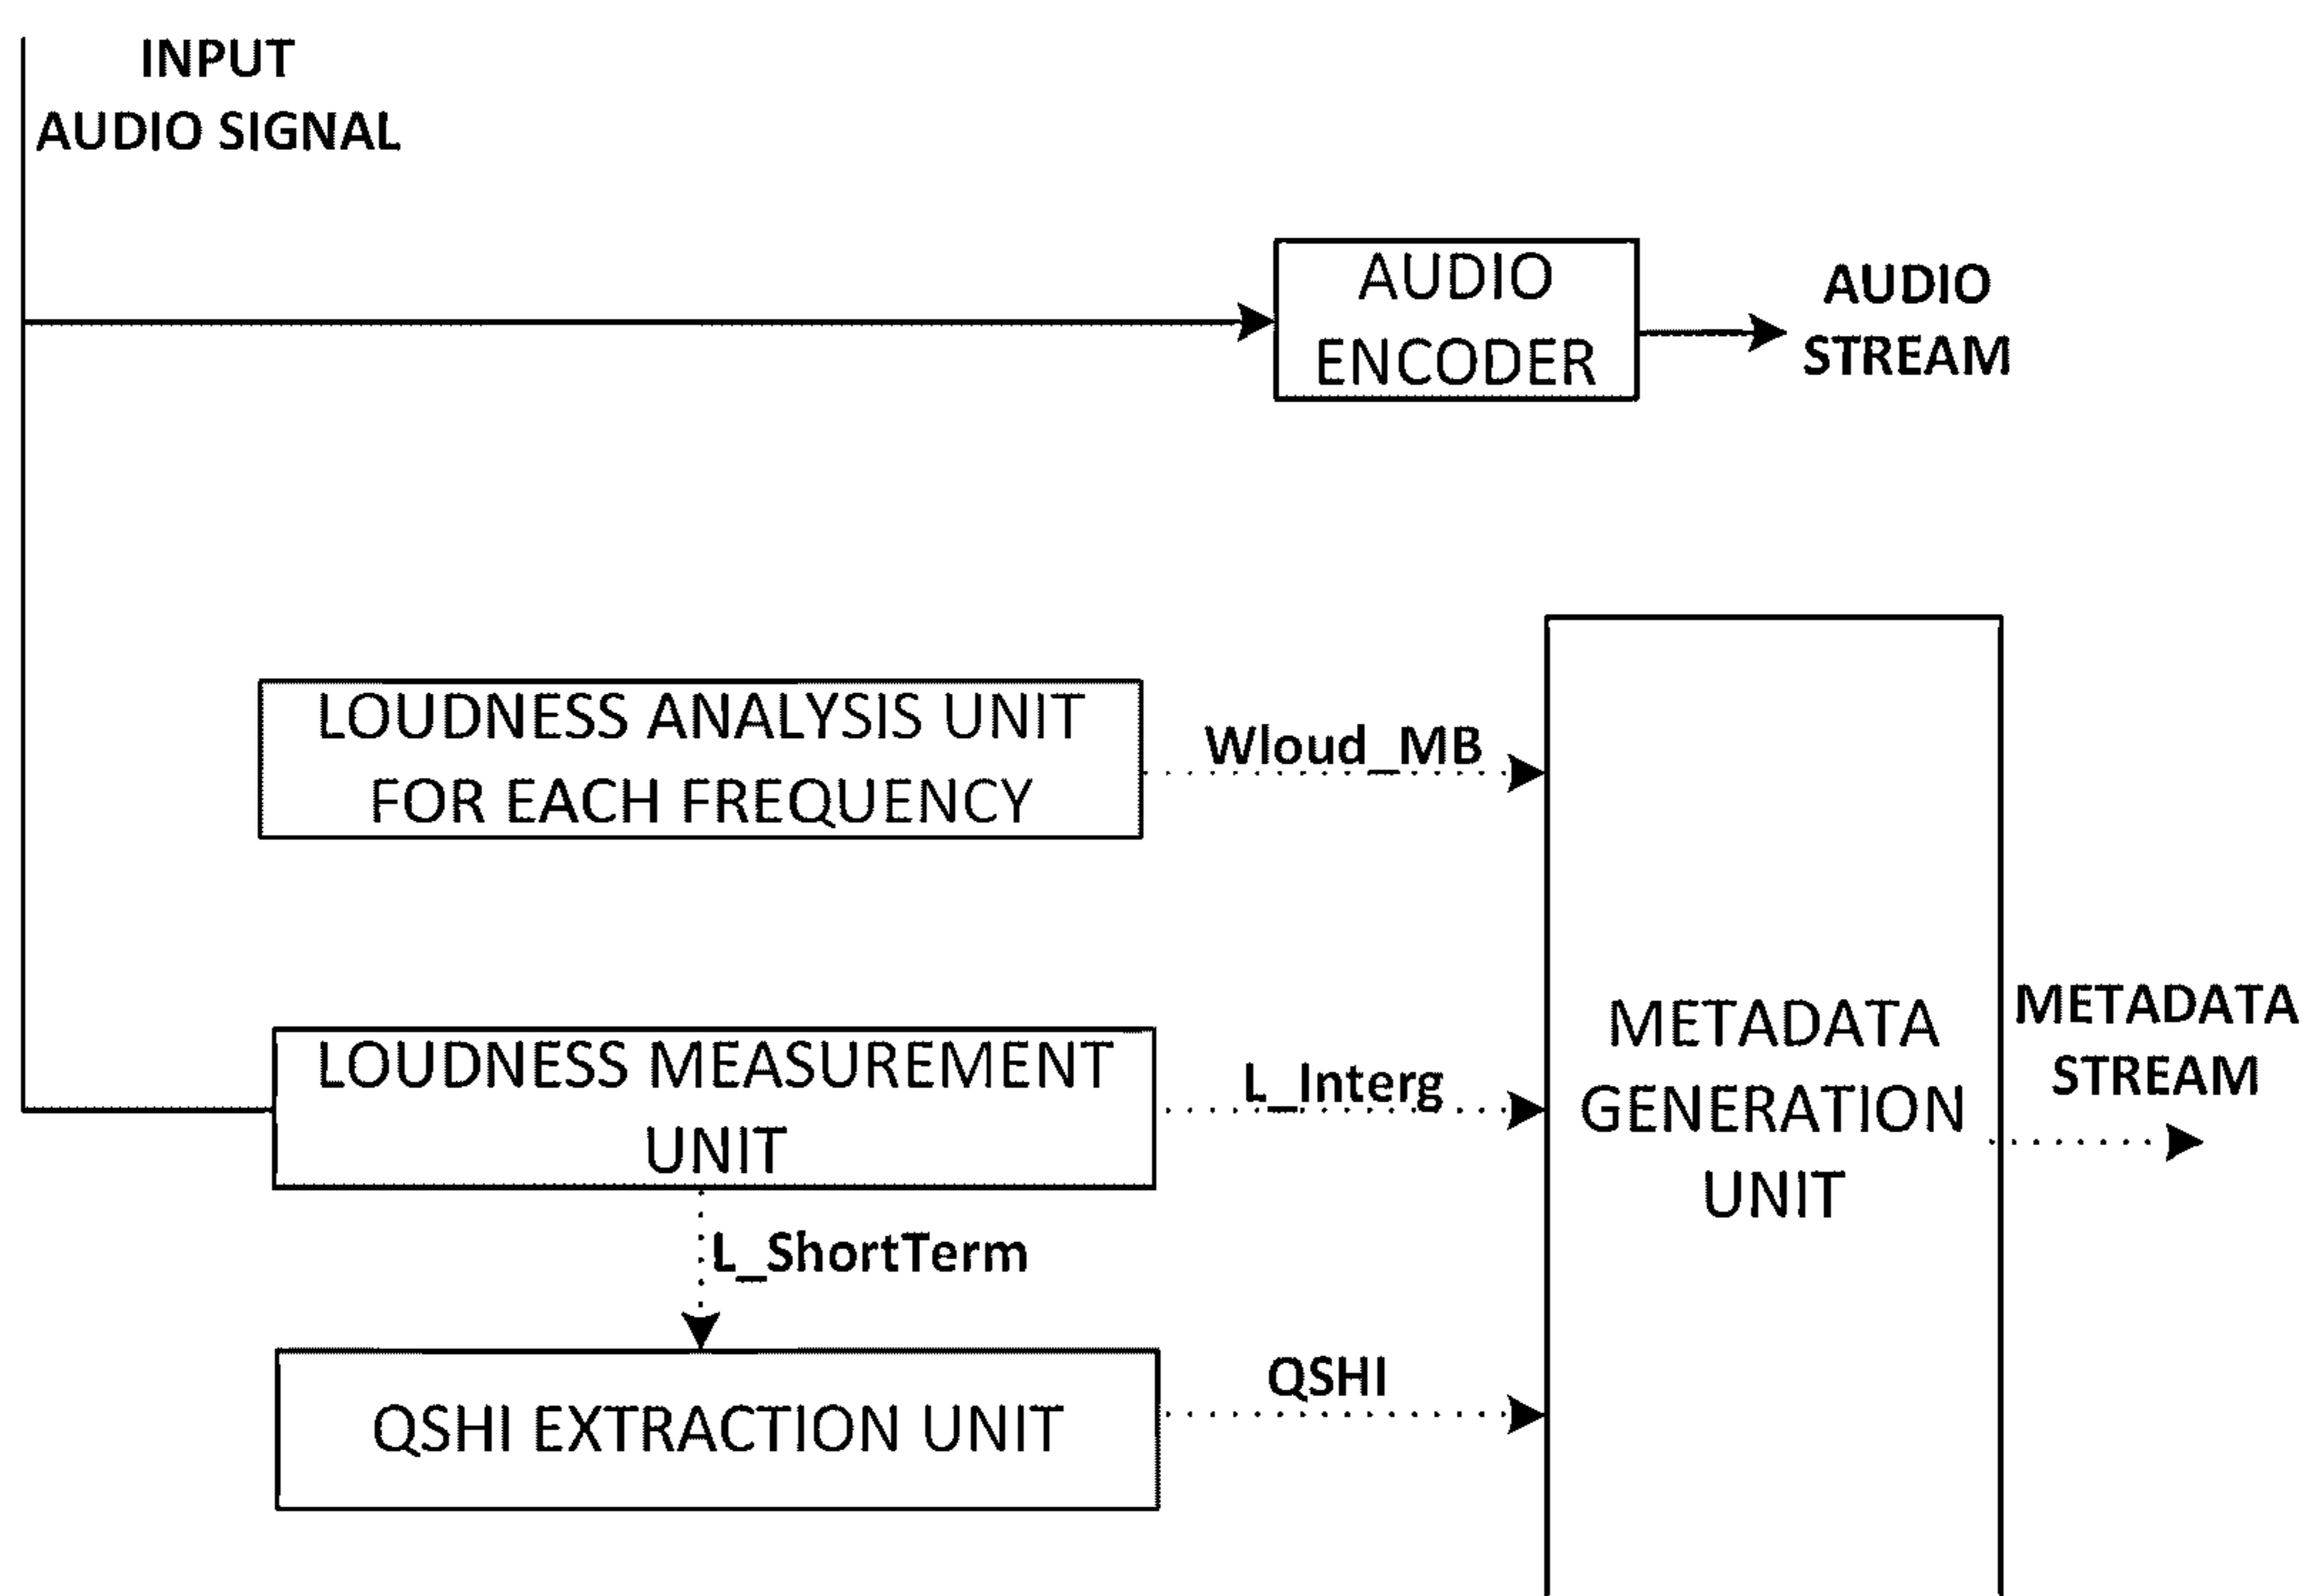 INPUT
AUDIO SIGNAL
AUDIO
ENCODER
AUDIO
STREAM
LOUDNESS ANALYSIS UNIT
FOR EACH FREQUENCY
Wloud_MB
LOUDNESS MEASUREMENT
UNIT
L_Interg
METADATA
GENERATION
UNIT
METADATA
STREAM
L_ShortTerm
QSHI EXTRACTION UNIT
QSHI